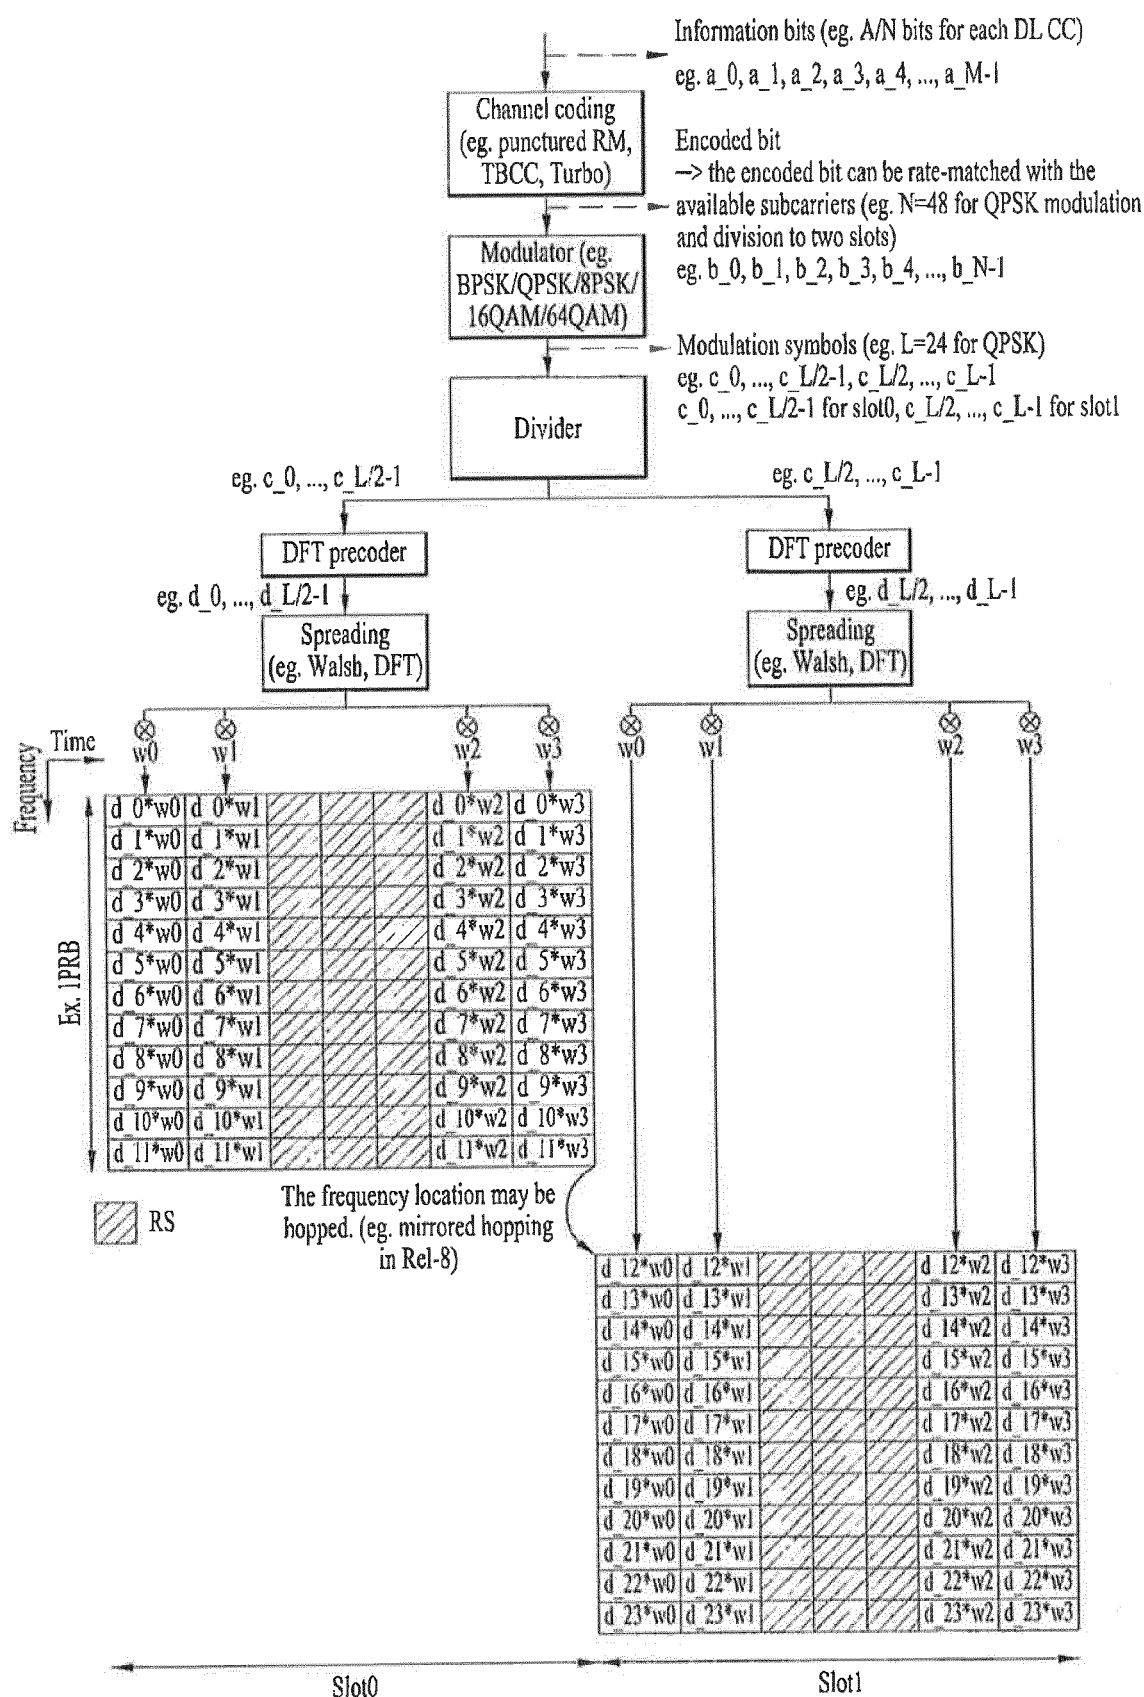 Information bits (eg. A/N bits for each DL CC)
eg. a_0, a_1, a_2, a_3, a_4, ..., a_M-1
Channel coding
(eg. punctured RM,
TBCC, Turbo)
Encoded bit
–> the encoded bit can be rate-matched with the
available subcarriers (eg. N=48 for QPSK modulation
and division to two slots)
eg. b_0, b_1, b_2, b_3, b_4, ..., b_N-1
Modulator (eg.
BPSK/QPSK/8PSK/
16QAM/64QAM)
Modulation symbols (eg. L=24 for QPSK)
eg. c_0, ..., c_L/2-1, c_L/2, ..., c_L-1
c_0, ..., c_L/2-1 for slot0, c_L/2, ..., c_L-1 for slot1
Divider
eg. c_0, ..., c_L/2-1
eg. c_L/2, ..., c_L-1
DFT precoder
DFT precoder
eg. d_0, ..., d_L/2-1
eg. d_L/2, ..., d_L-1
Spreading
(eg. Walsh, DFT)
Spreading
(eg. Walsh, DFT)
Time
Frequency
w0 w1 w2 w3 w0 w1 w2 w3
d_0*w0 d_0*w1 d_0*w2 d_0*w3
d_1*w0 d_1*w1 d_1*w2 d_1*w3
d_2*w0 d_2*w1 d_2*w2 d_2*w3
d_3*w0 d_3*w1 d_3*w2 d_3*w3
d_4*w0 d_4*w1 d_4*w2 d_4*w3
d_5*w0 d_5*w1 d_5*w2 d_5*w3
d_6*w0 d_6*w1 d_6*w2 d_6*w3
d_7*w0 d_7*w1 d_7*w2 d_7*w3
d_8*w0 d_8*w1 d_8*w2 d_8*w3
d_9*w0 d_9*w1 d_9*w2 d_9*w3
d_10*w0 d_10*w1 d_10*w2 d_10*w3
d_11*w0 d_11*w1 d_11*w2 d_11*w3
Ex. 1PRB
RS
The frequency location may be
hopped. (eg. mirrored hopping
in Rel-8)
d_12*w0 d_12*w1 d_12*w2 d_12*w3
d_13*w0 d_13*w1 d_13*w2 d_13*w3
d_14*w0 d_14*w1 d_14*w2 d_14*w3
d_15*w0 d_15*w1 d_15*w2 d_15*w3
d_16*w0 d_16*w1 d_16*w2 d_16*w3
d_17*w0 d_17*w1 d_17*w2 d_17*w3
d_18*w0 d_18*w1 d_18*w2 d_18*w3
d_19*w0 d_19*w1 d_19*w2 d_19*w3
d_20*w0 d_20*w1 d_20*w2 d_20*w3
d_21*w0 d_21*w1 d_21*w2 d_21*w3
d_22*w0 d_22*w1 d_22*w2 d_22*w3
d_23*w0 d_23*w1 d_23*w2 d_23*w3
Slot0
Slot1